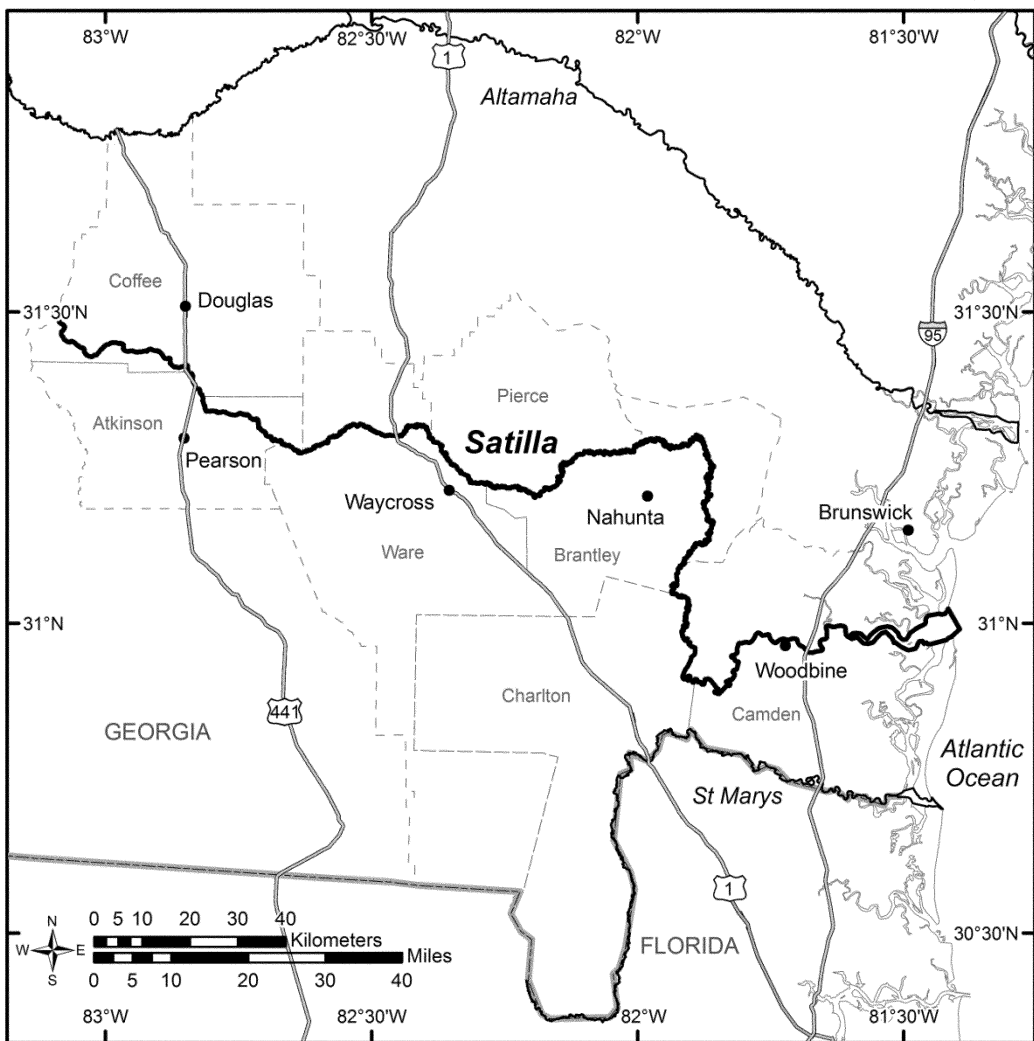 83°W
82°30'W
82°W
81°30'W
1
Altamaha
Coffee
31°30'N
Douglas
31°30'N
95
Pierce
Atkinson
Satilla
Pearson
Waycross
Nahunta
Brunswick
Ware
Brantley
31°N
31°N
Woodbine
Charlton
Camden
441
GEORGIA
Atlantic
Ocean
St Marys
1
N
W
E
S
0 5 10 20 30 40
Kilometers
Miles
0 5 10 20 30 40
FLORIDA
30°30'N
83°W
82°30'W
82°W
81°30'W